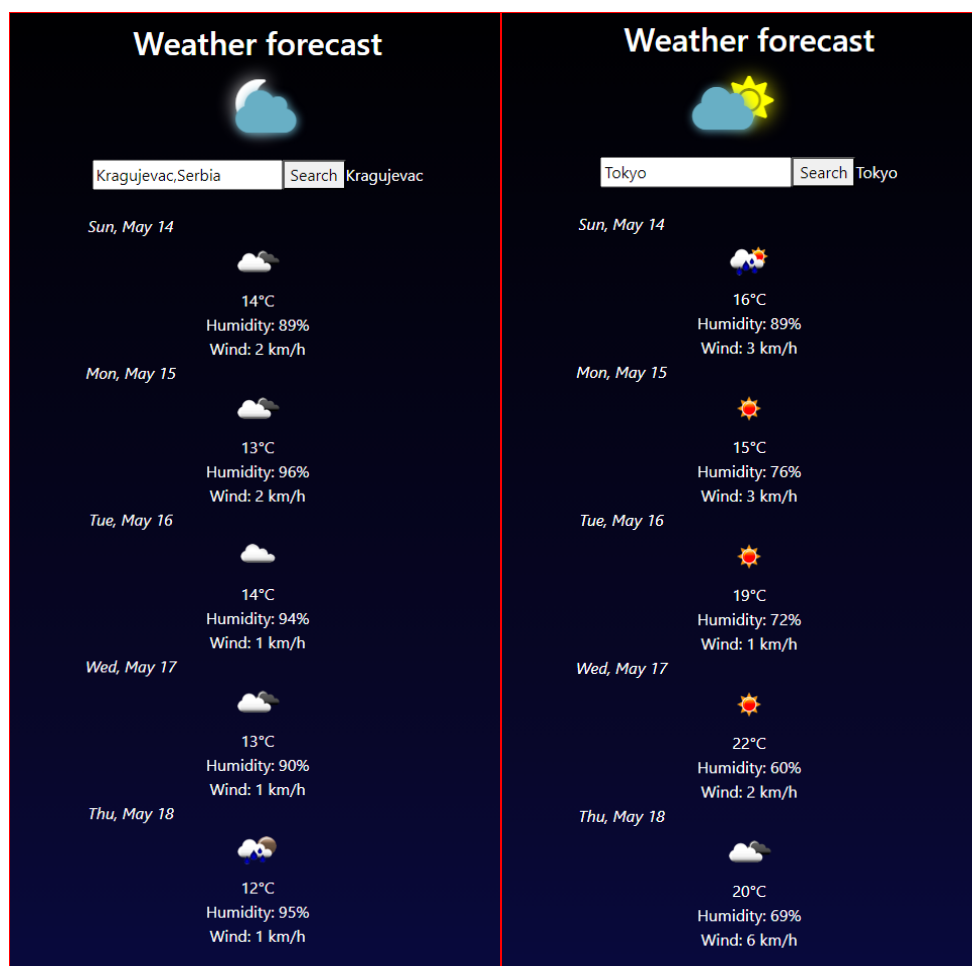 Weather forecast
Kragujevac,Serbia Search Kragujevac
Sun, May 14
14°C
Humidity: 89%
Wind: 2 km/h
Mon, May 15
13°C
Humidity: 96%
Wind: 2 km/h
Tue, May 16
14°C
Humidity: 94%
Wind: 1 km/h
Wed, May 17
13°C
Humidity: 90%
Wind: 1 km/h
Thu, May 18
12°C
Humidity: 95%
Wind: 1 km/h
Weather forecast
Tokyo Search Tokyo
Sun, May 14
16°C
Humidity: 89%
Wind: 3 km/h
Mon, May 15
15°C
Humidity: 76%
Wind: 3 km/h
Tue, May 16
19°C
Humidity: 72%
Wind: 1 km/h
Wed, May 17
22°C
Humidity: 60%
Wind: 2 km/h
Thu, May 18
20°C
Humidity: 69%
Wind: 6 km/h